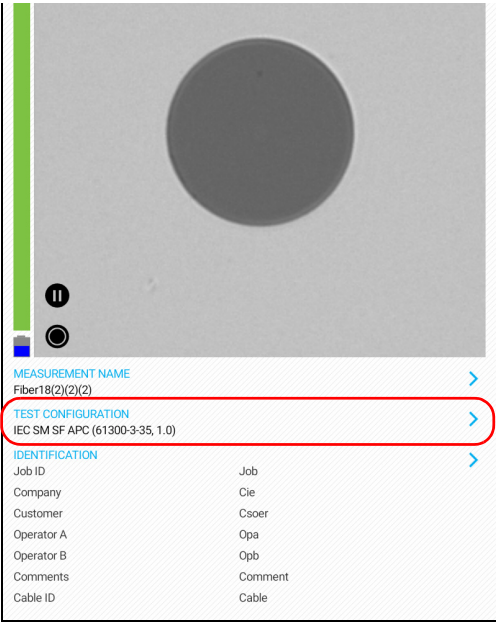 MEASUREMENT NAME
Fiber18(2)(2)(2)
TEST CONFIGURATION
IEC SM SF APC (61300-3-35, 1.0)
IDENTIFICATION
Job ID Job
Company Cie
Customer Csoer
Operator A Opa
Operator B Opb
Comments Comment
Cable ID Cable